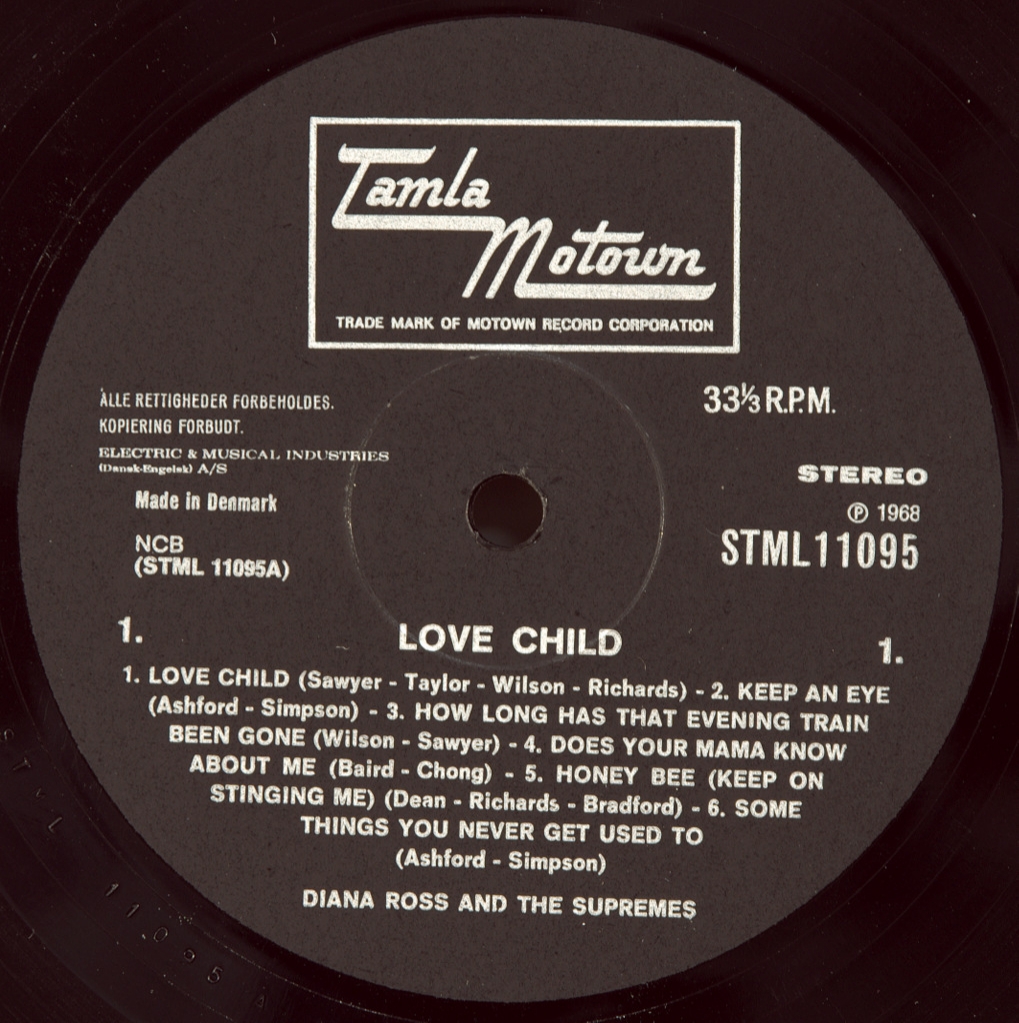 Tamla
Motown
TRADE MARK OF MOTOWN RECORD CORPORATION
ALLE RETTIGHEDER FORBEHOLDES.
KOPIERING FORBUDT.
ELECTRIC & MUSICAL INDUSTRIES
(Dansk-Engelsk) A/S
Made in Denmark
NCB
(STML 11095A)
33⅓ R.P.M.
STEREO
℗ 1968
STML 11095
1.
LOVE CHILD
1.
1. LOVE CHILD (Sawyer - Taylor - Wilson - Richards) - 2. KEEP AN EYE
(Ashford - Simpson) - 3. HOW LONG HAS THAT EVENING TRAIN
BEEN GONE (Wilson - Sawyer) - 4. DOES YOUR MAMA KNOW
ABOUT ME (Baird - Chong) - 5. HONEY BEE (KEEP ON
STINGING ME) (Dean - Richards - Bradford) - 6. SOME
THINGS YOU NEVER GET USED TO
(Ashford - Simpson)
DIANA ROSS AND THE SUPREMES